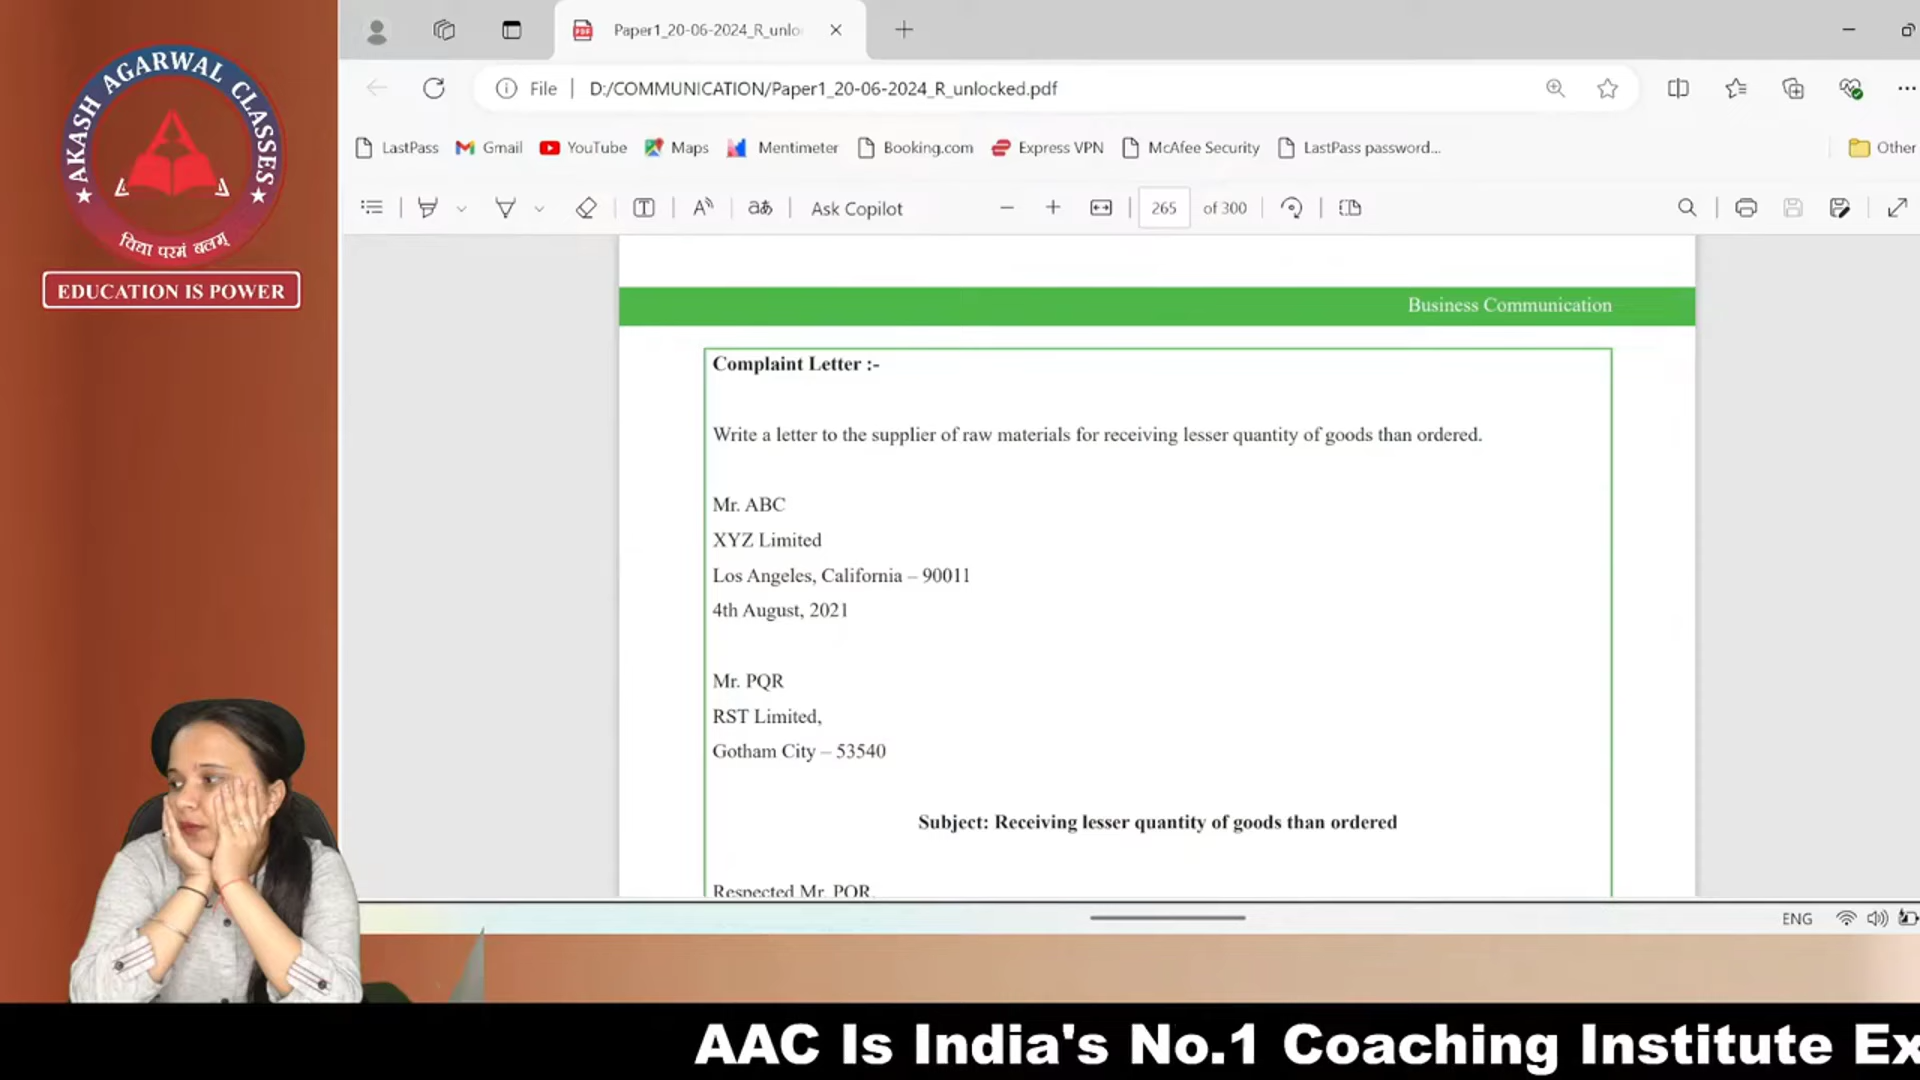 AKASH AGARWAL CLASSES
विद्या परमं बलम्
EDUCATION IS POWER
Paper1_20-06-2024_R_unlo
File
D:/COMMUNICATION/Paper1_20-06-2024_R_unlocked.pdf
LastPass
Gmail
YouTube
Maps
Mentimeter
Booking.com
Express VPN
McAfee Security
LastPass password...
Other
Ask Copilot
265 of 300
Business Communication
Complaint Letter :-
Write a letter to the supplier of raw materials for receiving lesser quantity of goods than ordered.
Mr. ABC
XYZ Limited
Los Angeles, California – 90011
4th August, 2021
Mr. PQR
RST Limited,
Gotham City – 53540
Subject: Receiving lesser quantity of goods than ordered
Respected Mr. PQR,
ENG
AAC Is India's No.1 Coaching Institute Ex